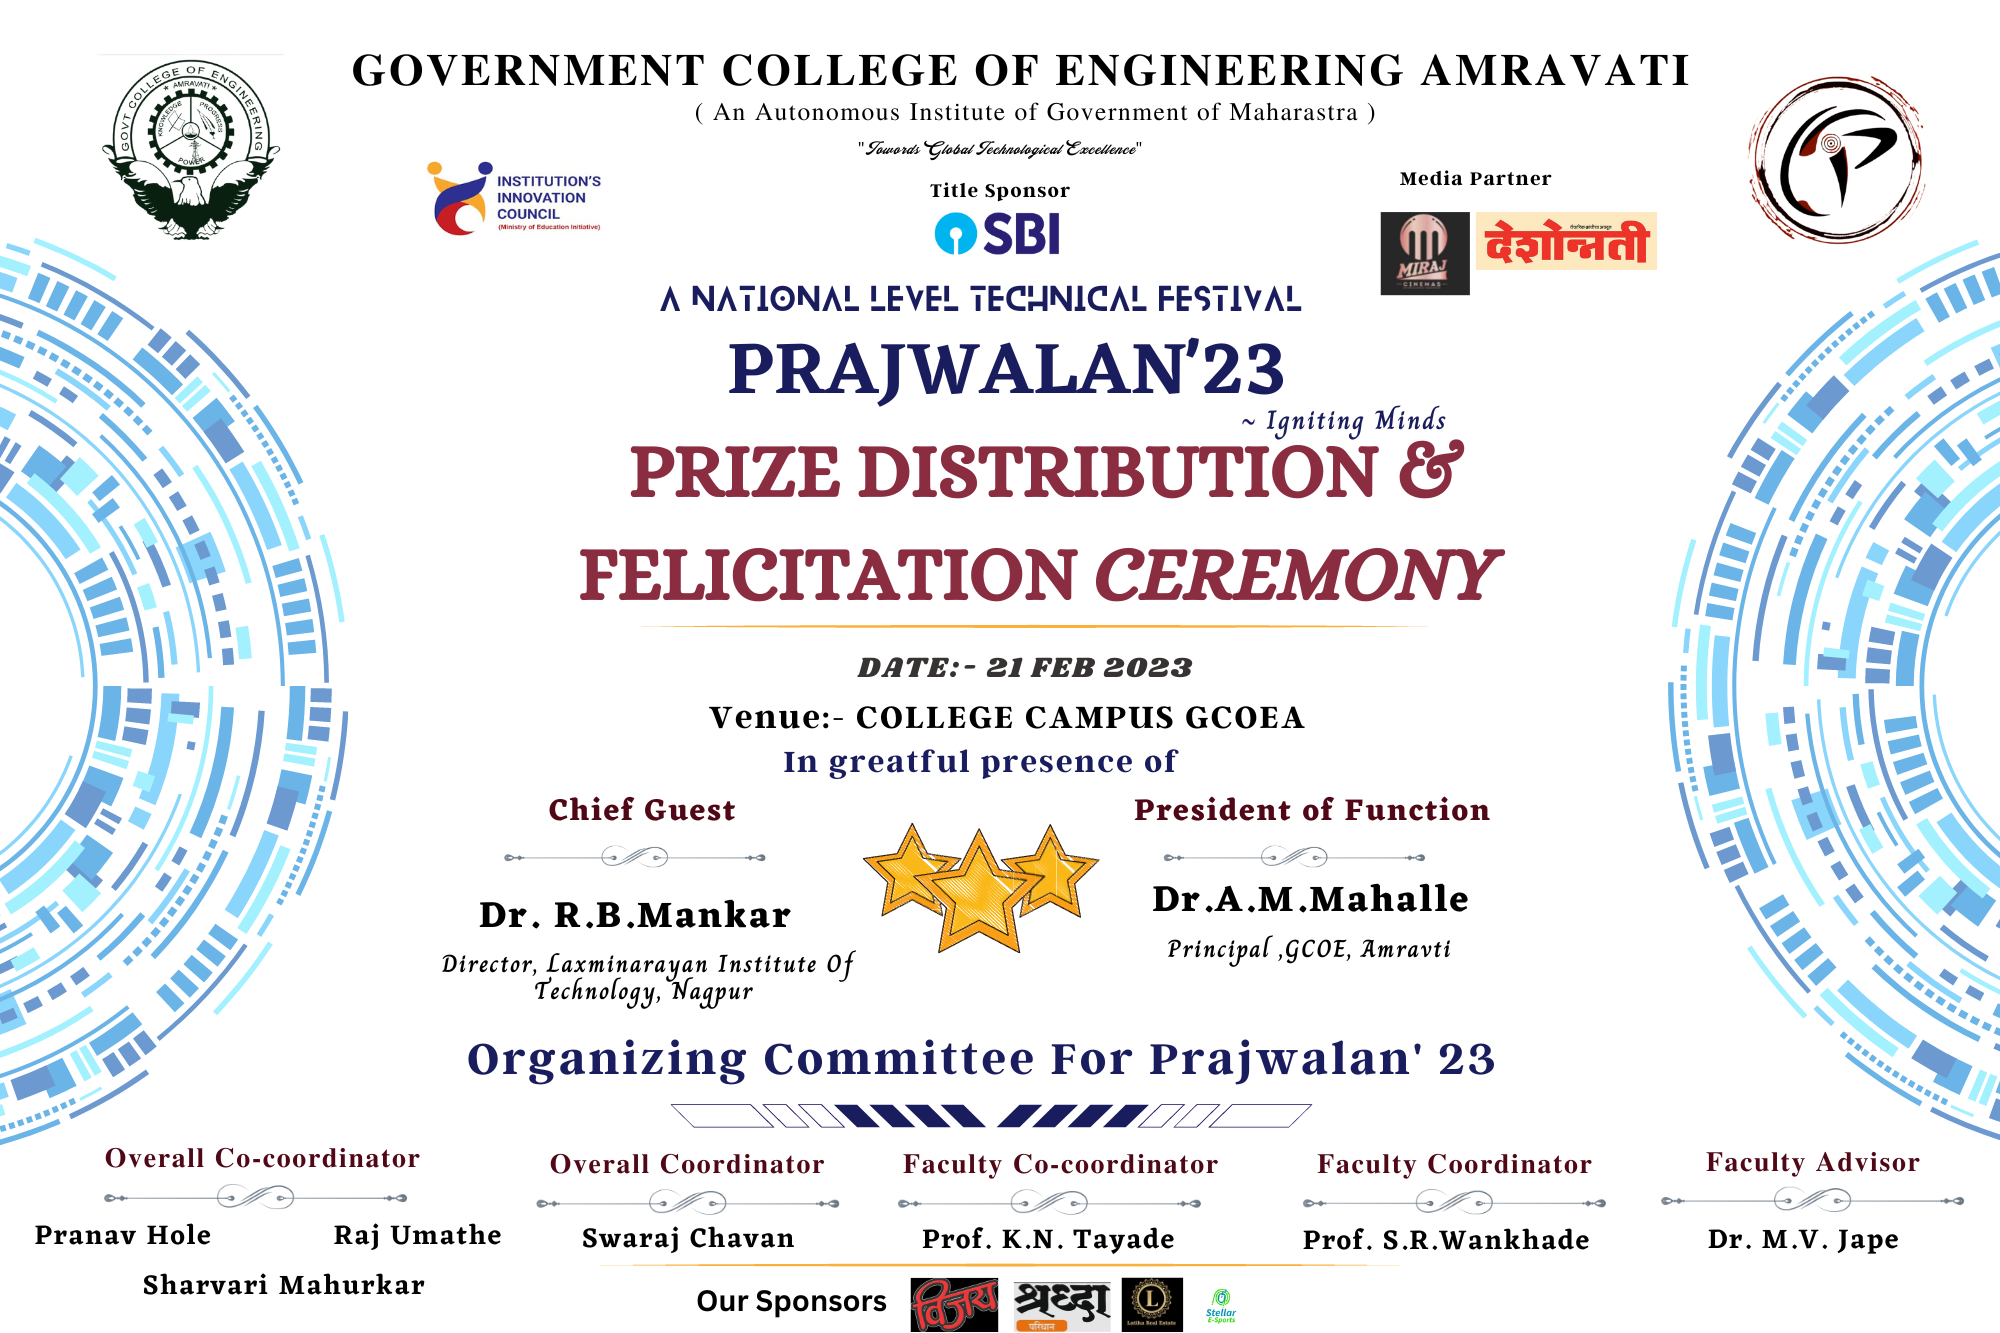 GOVERNMENT COLLEGE OF ENGINEERING AMRAVATI
( An Autonomous Institute of Government of Maharastra )
"Towards Global Technological Excellence"
GOVT COLLEGE OF ENGINEERING
★ AMRAVATI ★
KNOWLEDGE
PROGRESS
POWER
INSTITUTION'S
INNOVATION
COUNCIL
(Ministry of Education Initiative)
Title Sponsor
SBI
Media Partner
MIRAJ
CINEMAS
देशोन्नती
A NATIONAL LEVEL TECHNICAL FESTIVAL
PRAJWALAN'23
~ Igniting Minds
PRIZE DISTRIBUTION &
FELICITATION CEREMONY
DATE:- 21 FEB 2023
Venue:- COLLEGE CAMPUS GCOEA
In greatful presence of
Chief Guest
Dr. R.B.Mankar
Director, Laxminarayan Institute Of
Technology, Nagpur
President of Function
Dr.A.M.Mahalle
Principal ,GCOE, Amravti
Organizing Committee For Prajwalan' 23
Overall Co-coordinator
Pranav Hole Raj Umathe
Sharvari Mahurkar
Overall Coordinator
Swaraj Chavan
Faculty Co-coordinator
Prof. K.N. Tayade
Faculty Coordinator
Prof. S.R.Wankhade
Faculty Advisor
Dr. M.V. Jape
Our Sponsors
विजय
श्रध्दा
परिधान
L
Lattha Real Estate
Stellar
E-Sports